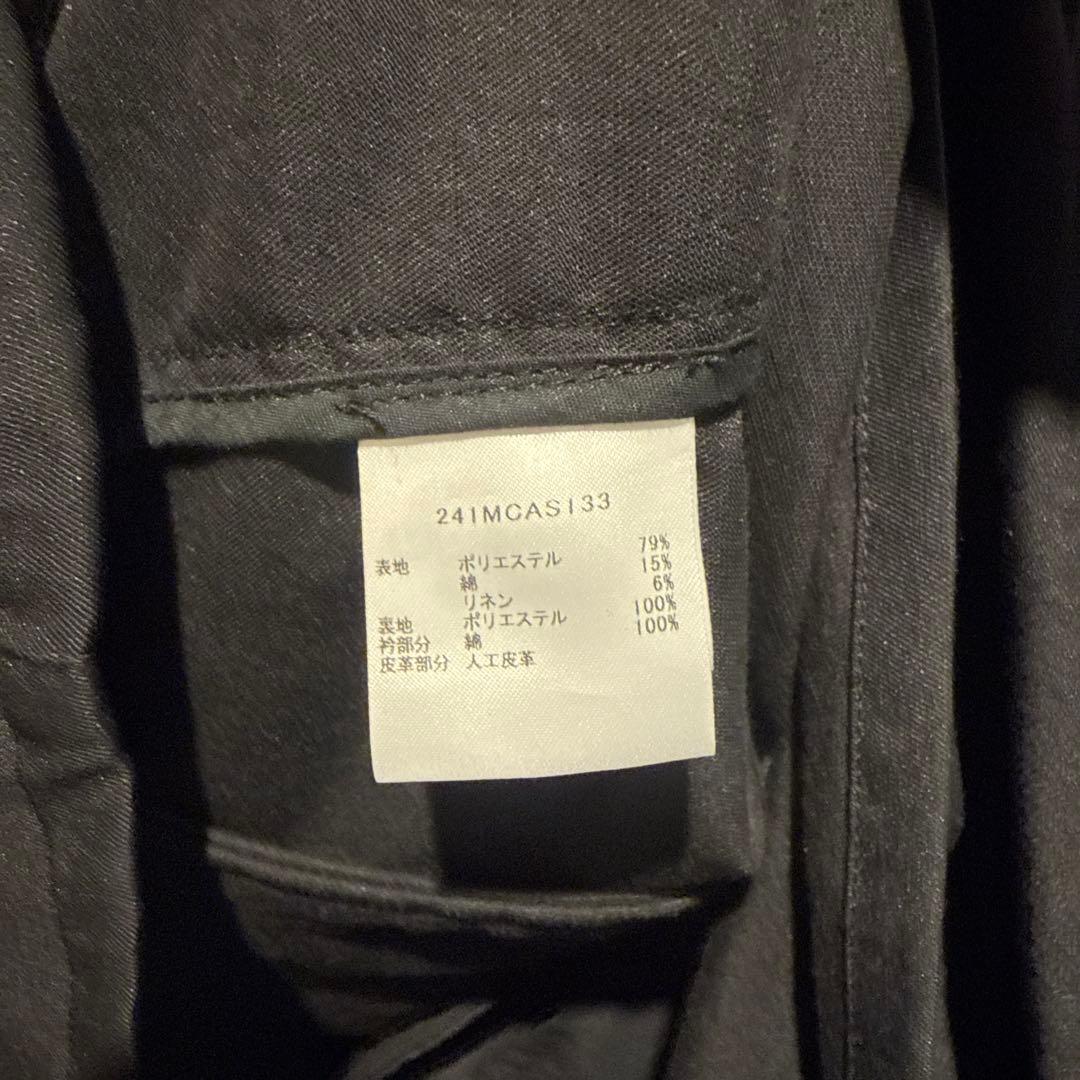 241MCAS133
表地 ポリエステル 79%
綿 15%
リネン 6%
裏地 ポリエステル 100%
衿部分 綿 100%
皮革部分 人工皮革